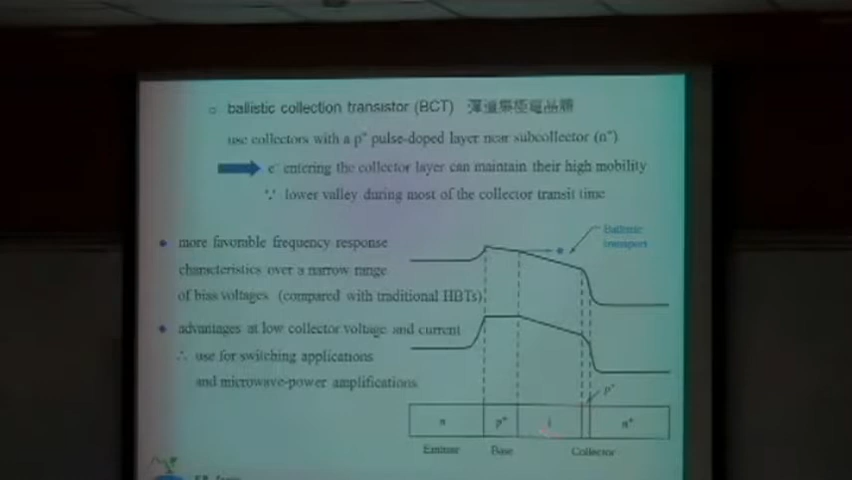 ballistic collection transistor (BCT) 彈道集極電晶體
use collectors with a p⁺ pulse-doped layer near subcollector (n⁺)
e⁻ entering the collector layer can maintain their high mobility
∵ lower valley during most of the collector transit time
• more favorable frequency response
characteristics over a narrow range
of bias voltages (compared with traditional HBTs)
• advantages at low collector voltage and current
∴ use for switching applications
and microwave-power amplifications
Ballistic
transport
p⁺
n p⁺ i n⁺
Emitter Base Collector